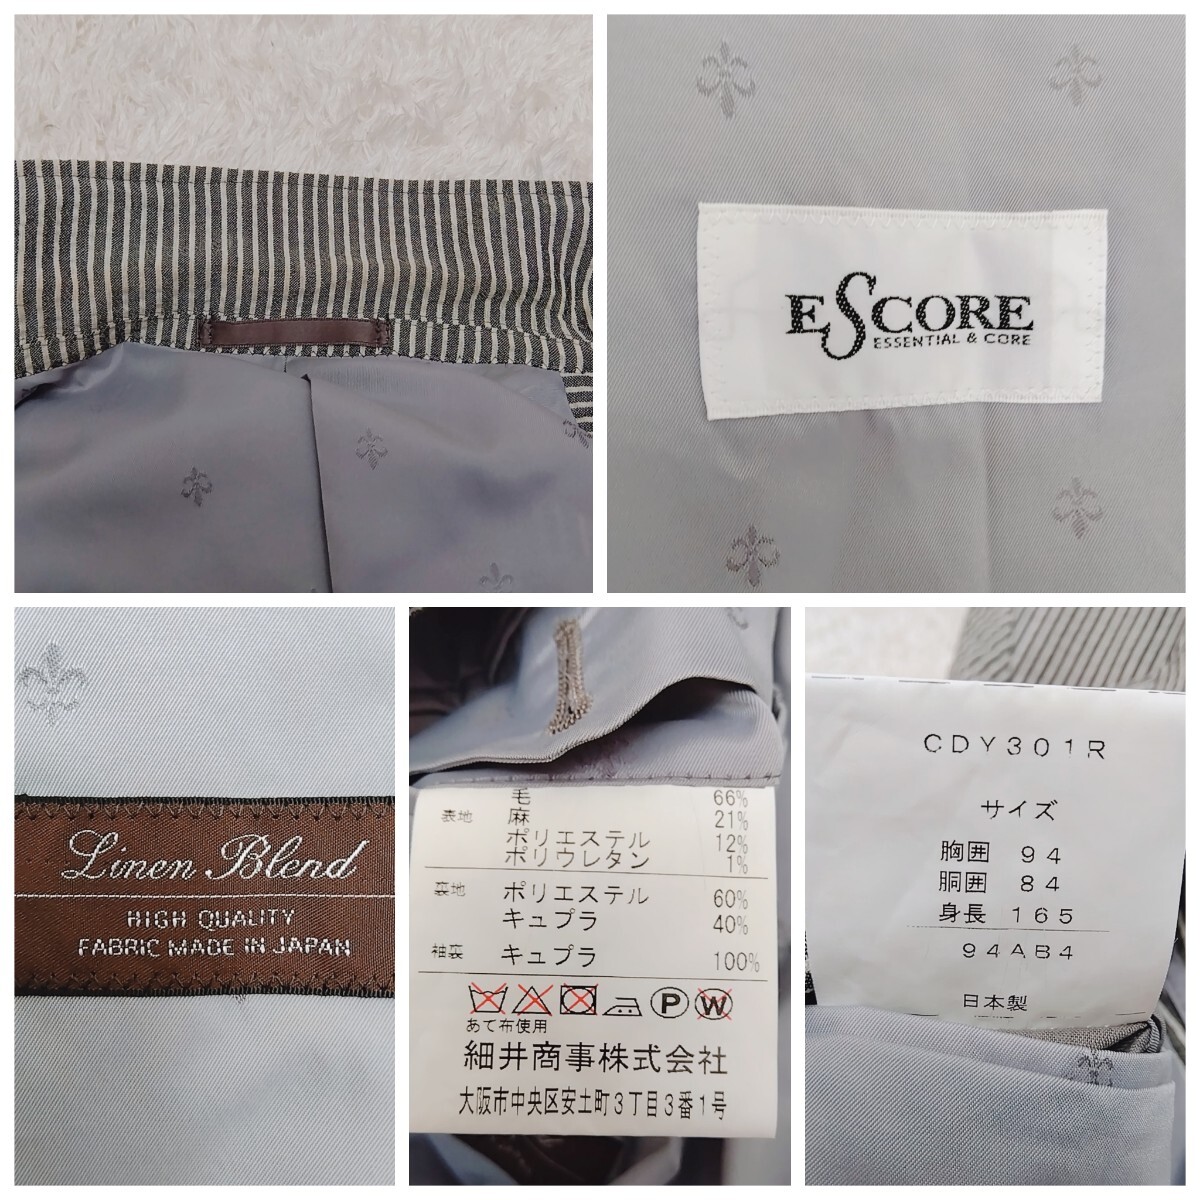 ESCORE
ESSENTIAL & CORE
Linen Blend
HIGH QUALITY
FABRIC MADE IN JAPAN
表地 毛 66%
麻 21%
ポリエステル 12%
ポリウレタン 1%
裏地 ポリエステル 60%
キュプラ 40%
袖裏 キュプラ 100%
P W
あて布使用
細井商事株式会社
大阪市中央区安土町3丁目3番1号
CDY301R
サイズ
胸囲 94
胴囲 84
身長 165
94AB4
日本製